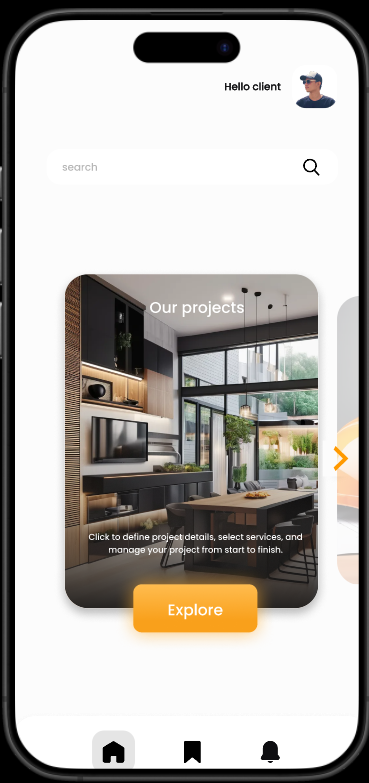 Hello client
search
Our projects
Click to define project details, select services, and
manage your project from start to finish.
Explore